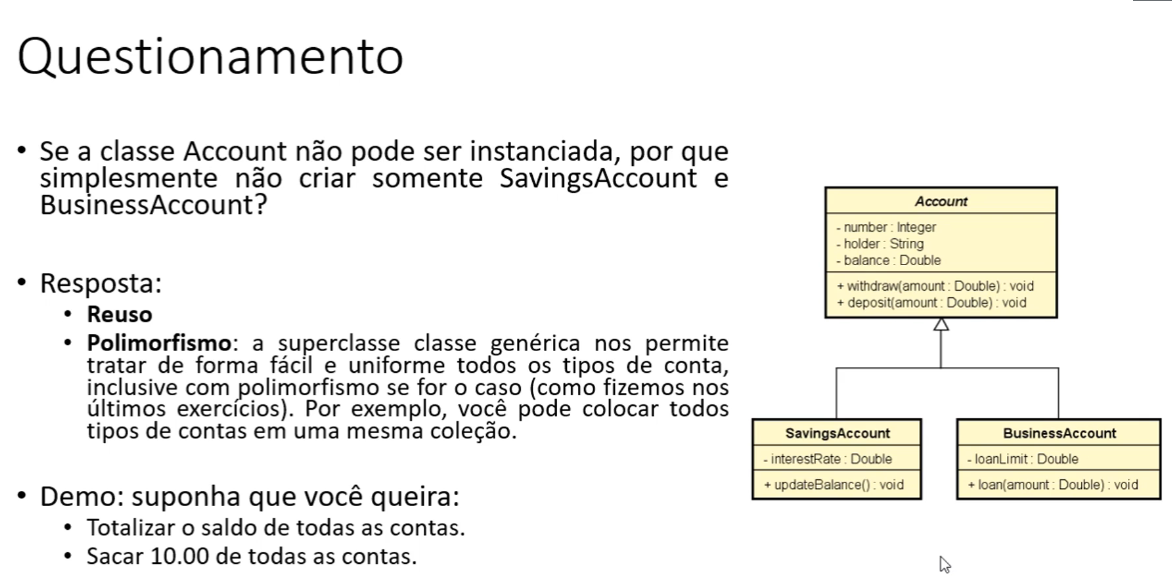 Questionamento
• Se a classe Account não pode ser instanciada, por que
simplesmente não criar somente SavingsAccount e
BusinessAccount?
• Resposta:
• Reuso
• Polimorfismo: a superclasse classe genérica nos permite
tratar de forma fácil e uniforme todos os tipos de conta,
inclusive com polimorfismo se for o caso (como fizemos nos
últimos exercícios). Por exemplo, você pode colocar todos
tipos de contas em uma mesma coleção.
• Demo: suponha que você queira:
• Totalizar o saldo de todas as contas.
• Sacar 10.00 de todas as contas.
Account
- number : Integer
- holder : String
- balance : Double
+ withdraw(amount : Double) : void
+ deposit(amount : Double) : void
SavingsAccount
- interestRate : Double
+ updateBalance() : void
BusinessAccount
- loanLimit : Double
+ loan(amount : Double) : void